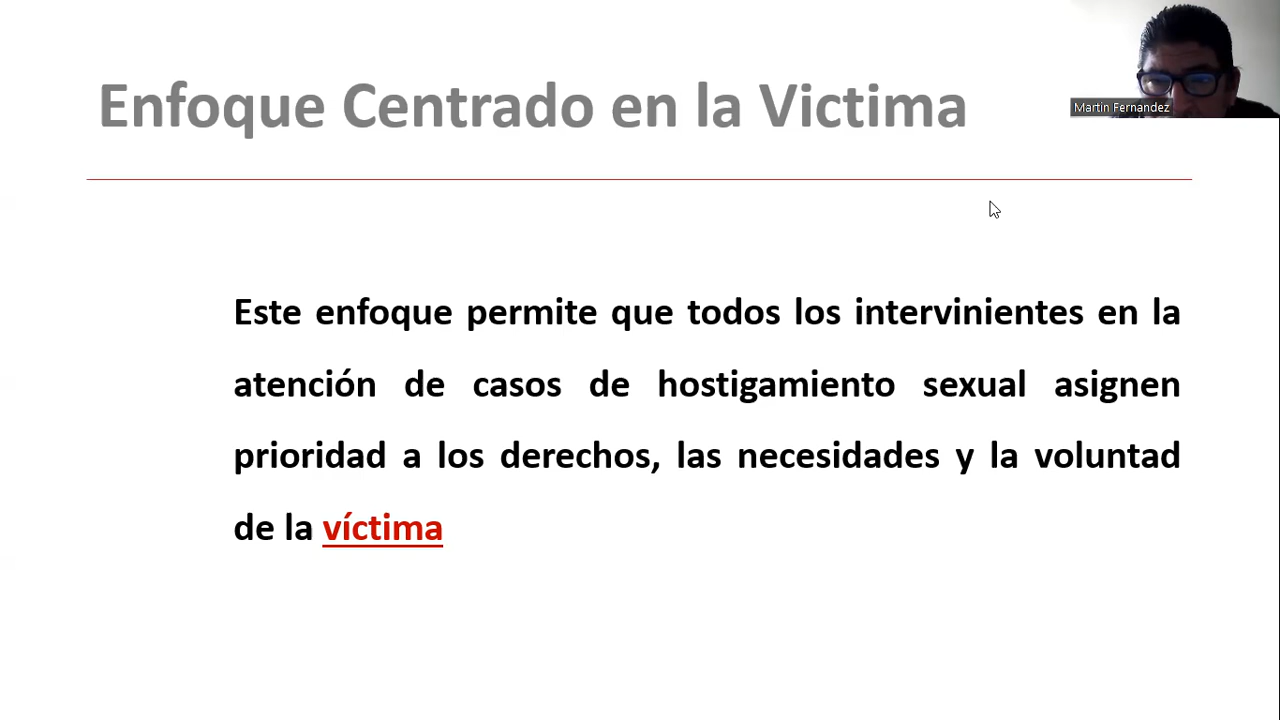 Enfoque Centrado en la Victima
Martin Fernandez
Este enfoque permite que todos los intervinientes en la
atención de casos de hostigamiento sexual asignen
prioridad a los derechos, las necesidades y la voluntad
de la víctima